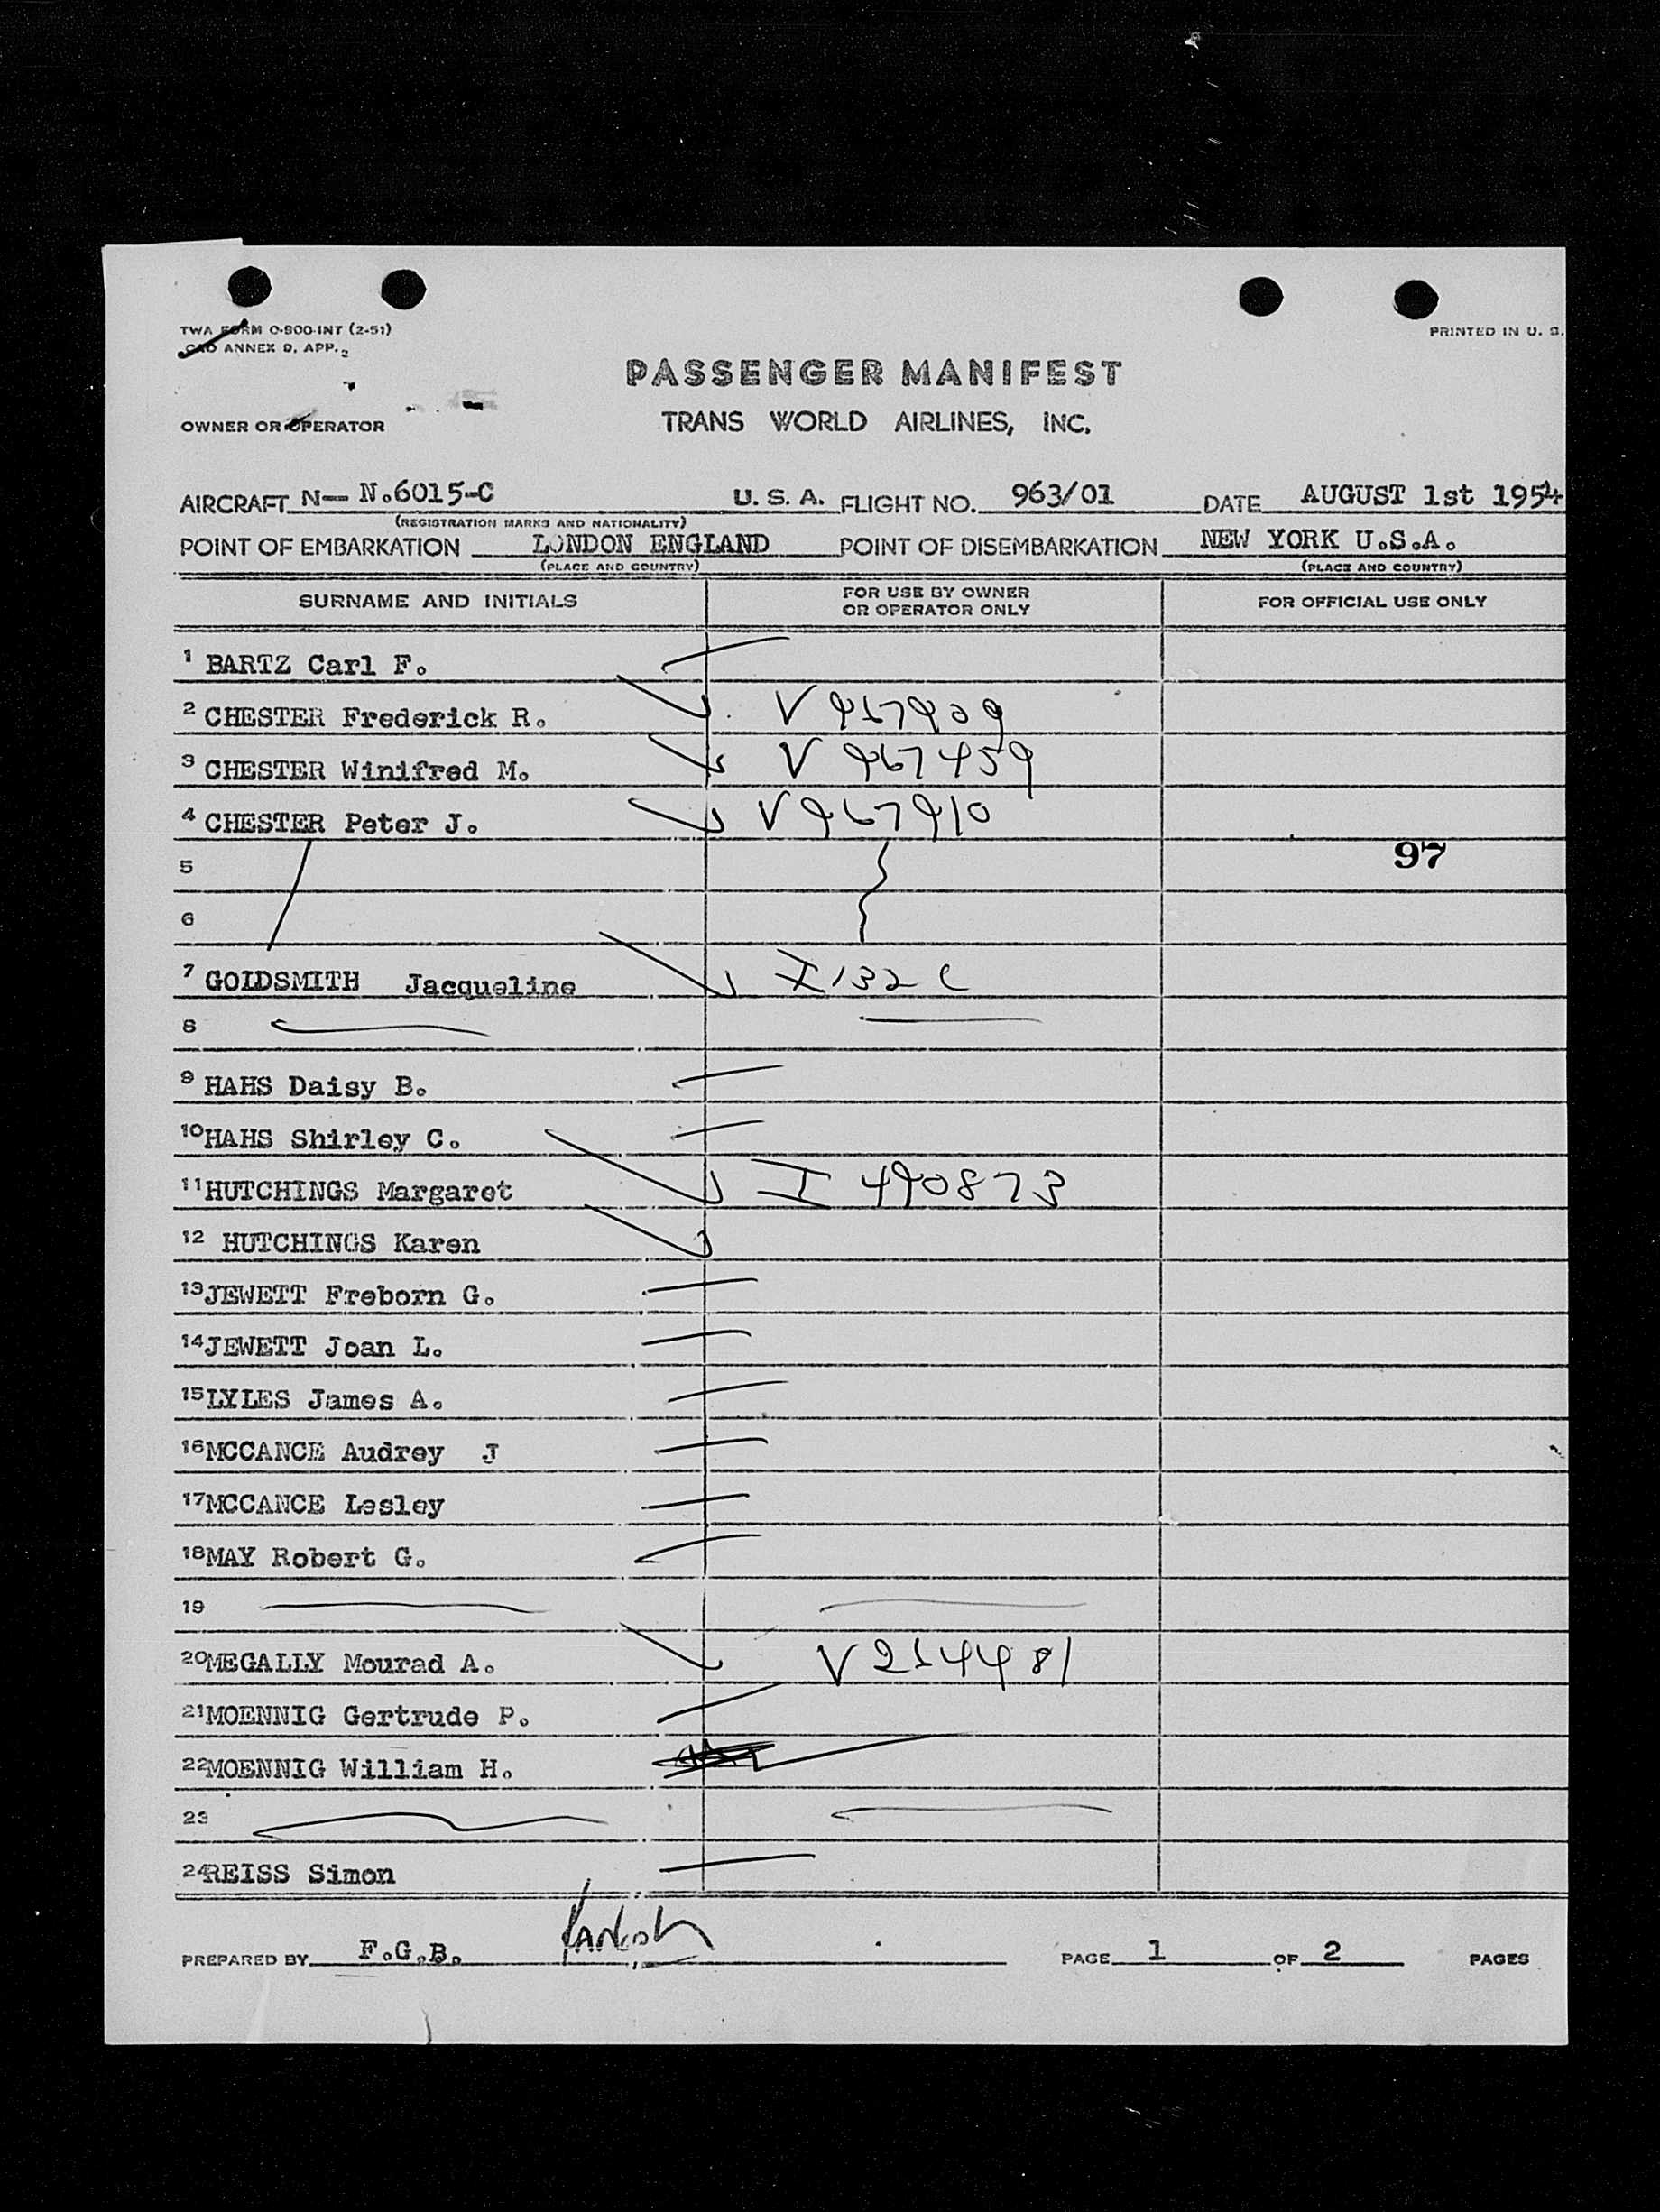 TWA FORM O-800-INT (2-51)
PRINTED IN U. S.
CAO ANNEX 9, APP. 2
PASSENGER MANIFEST
OWNER OR OPERATOR
TRANS WORLD AIRLINES, INC.
AIRCRAFT N-- N.6015-C U. S. A. FLIGHT NO. 963/01 DATE AUGUST 1st 1954
(REGISTRATION MARKS AND NATIONALITY)
POINT OF EMBARKATION LONDON ENGLAND POINT OF DISEMBARKATION NEW YORK U.S.A.
(PLACE AND COUNTRY) (PLACE AND COUNTRY)
SURNAME AND INITIALS FOR USE BY OWNER OR OPERATOR ONLY FOR OFFICIAL USE ONLY
1 BARTZ Carl F.
2 CHESTER Frederick R. V 967909
3 CHESTER Winifred M. V 967459
4 CHESTER Peter J. V 967910
5 97
6
7 GOLDSMITH Jacqueline I 132
8
9 HAHS Daisy B.
10 HAHS Shirley C.
11 HUTCHINGS Margaret I 490873
12 HUTCHINGS Karen
13 JEWETT Freborn G.
14 JEWETT Joan L.
15 LYLES James A.
16 MCCANCE Audrey J
17 MCCANCE Lesley
18 MAY Robert G.
19
20 MEGALLY Mourad A. V
21 MOENNIG Gertrude P.
22 MOENNIG William H.
23
24 REISS Simon
PREPARED BY F.G.B. PAGE 1 OF 2 PAGES